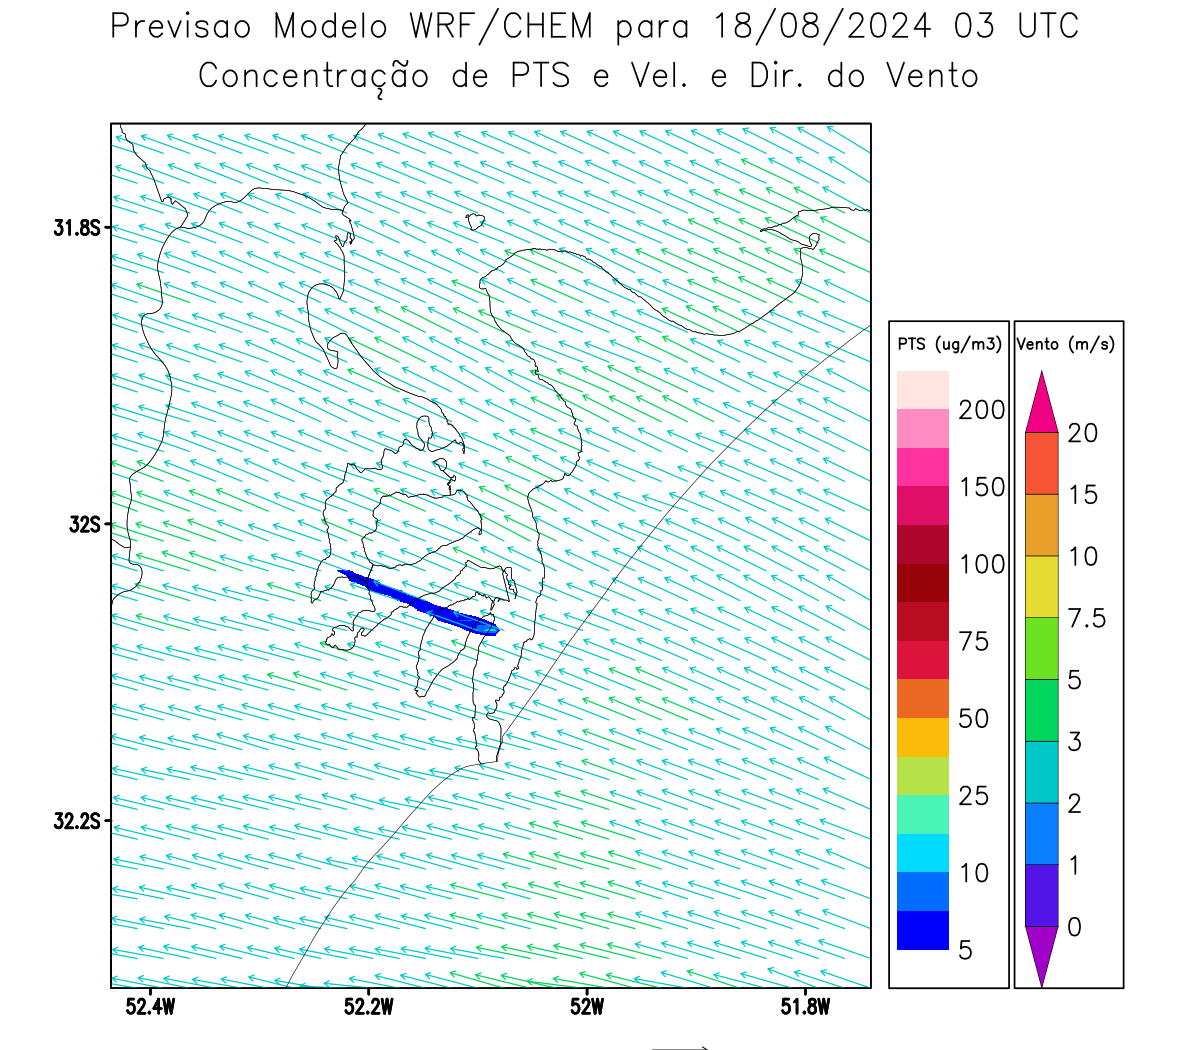 Previsao Modelo WRF/CHEM para 18/08/2024 03 UTC
Concentração de PTS e Vel. e Dir. do Vento
31.8S
32S
32.2S
52.4W
52.2W
52W
51.8W
PTS (ug/m3)
200
150
100
75
50
25
10
5
Vento (m/s)
20
15
10
7.5
5
3
2
1
0